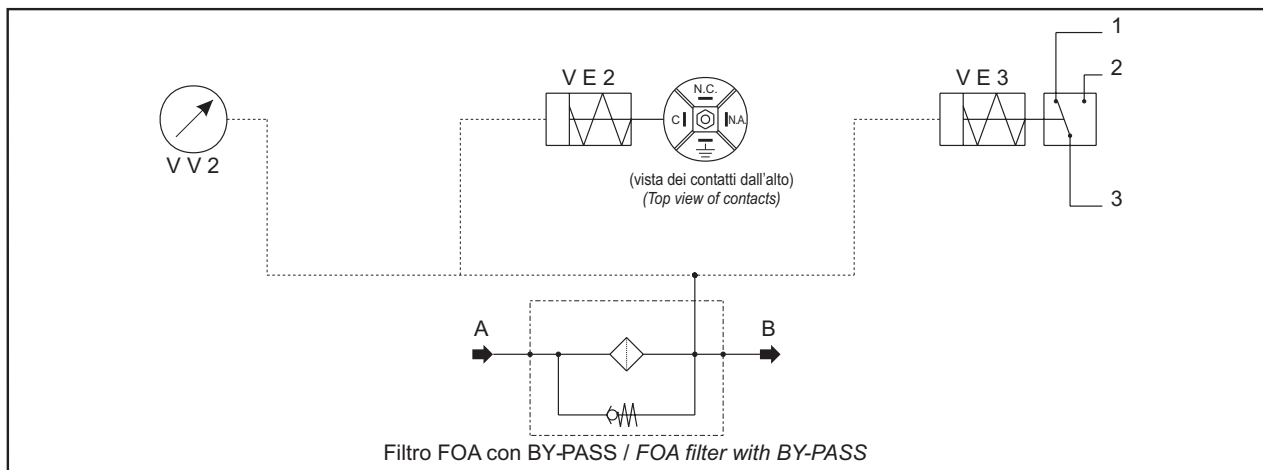 1
2
V E 2
V E 3
N.C.
C
N.A.
V V 2
(vista dei contatti dall'alto)
(Top view of contacts)
3
A
B
Filtro FOA con BY-PASS / FOA filter with BY-PASS